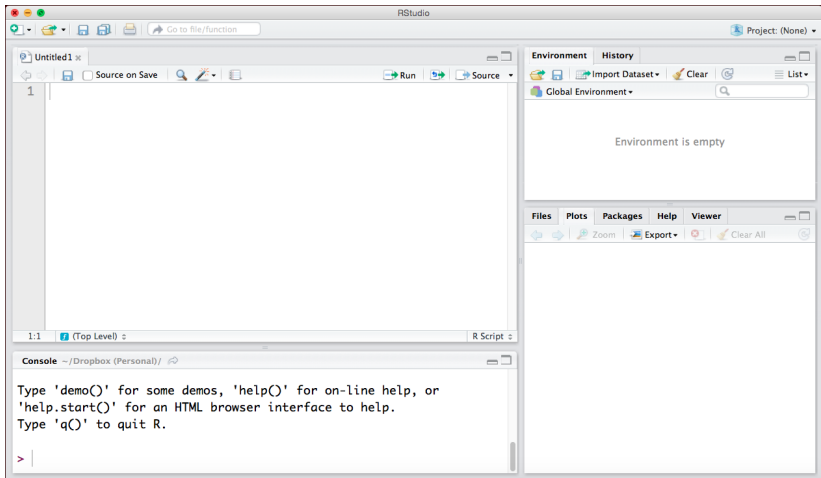 RStudio
Go to file/function
Project: (None)
Untitled1
Source on Save
Run
Source
1
1:1
(Top Level)
R Script
Console ~/Dropbox (Personal)/
Type 'demo()' for some demos, 'help()' for on-line help, or
'help.start()' for an HTML browser interface to help.
Type 'q()' to quit R.
>
Environment History
Import Dataset
Clear
List
Global Environment
Environment is empty
Files Plots Packages Help Viewer
Zoom
Export
Clear All